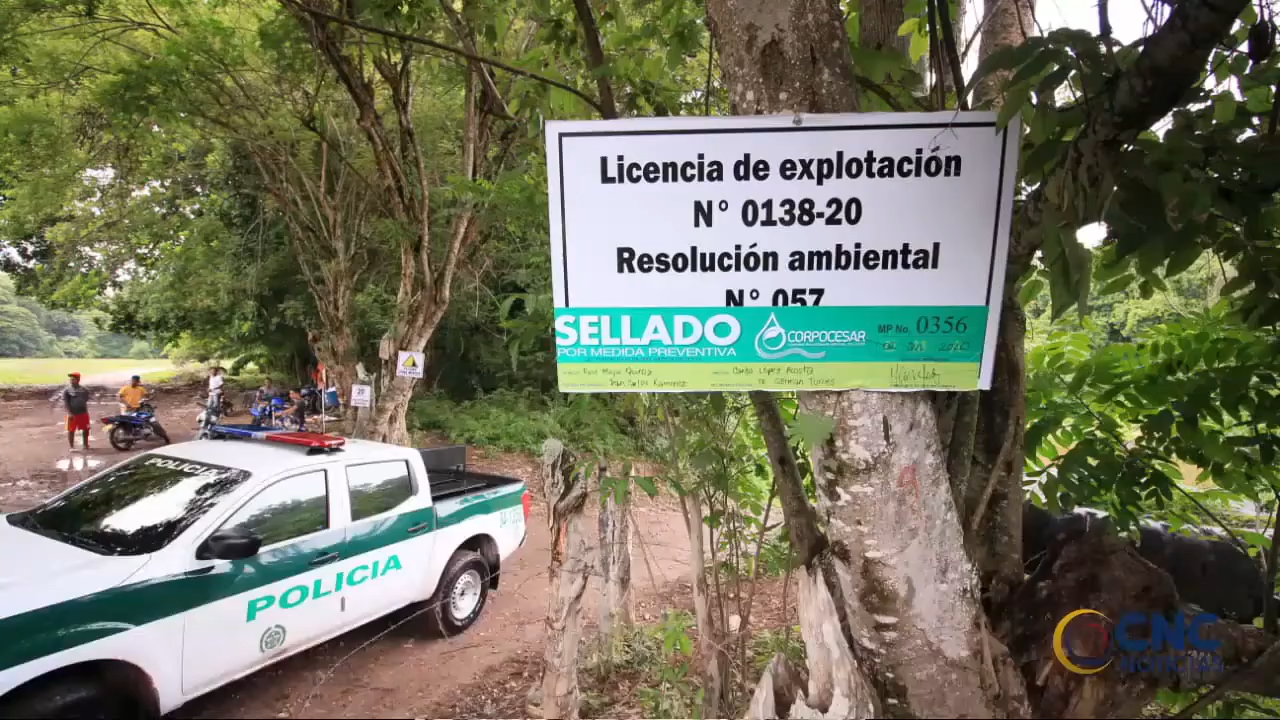 Licencia de explotación
N° 0138-20
Resolución ambiental
N° 057
SELLADO
POR MEDIDA PREVENTIVA
CORPOCESAR
MP No. 0356
POLICIA
POLICIA
20
CNC
NOTICIAS